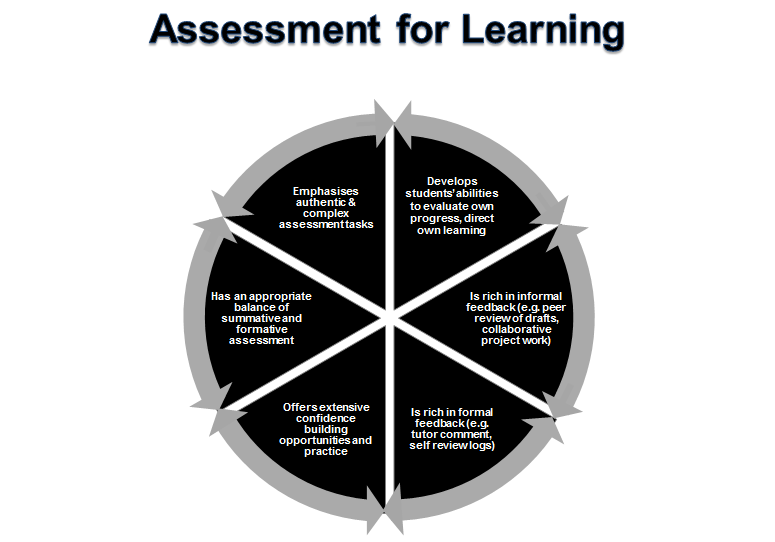 Assessment for Learning
Emphasises
authentic &
complex
assessment tasks
Develops
students' abilities
to evaluate own
progress, direct
own learning
Is rich in informal
feedback (e.g. peer
review of drafts,
collaborative
project work)
Is rich in formal
feedback (e.g.
tutor comment,
self review logs)
Offers extensive
confidence
building
opportunities and
practice
Has an appropriate
balance of
summative and
formative
assessment